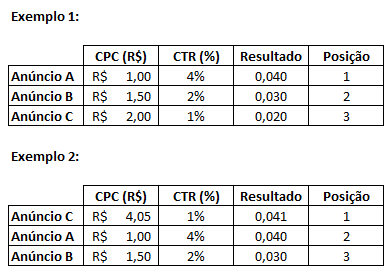 Exemplo 1:
CPC (R$) CTR (%) Resultado Posição
Anúncio A R$ 1,00 4% 0,040 1
Anúncio B R$ 1,50 2% 0,030 2
Anúncio C R$ 2,00 1% 0,020 3
Exemplo 2:
CPC (R$) CTR (%) Resultado Posição
Anúncio C R$ 4,05 1% 0,041 1
Anúncio A R$ 1,00 4% 0,040 2
Anúncio B R$ 1,50 2% 0,030 3